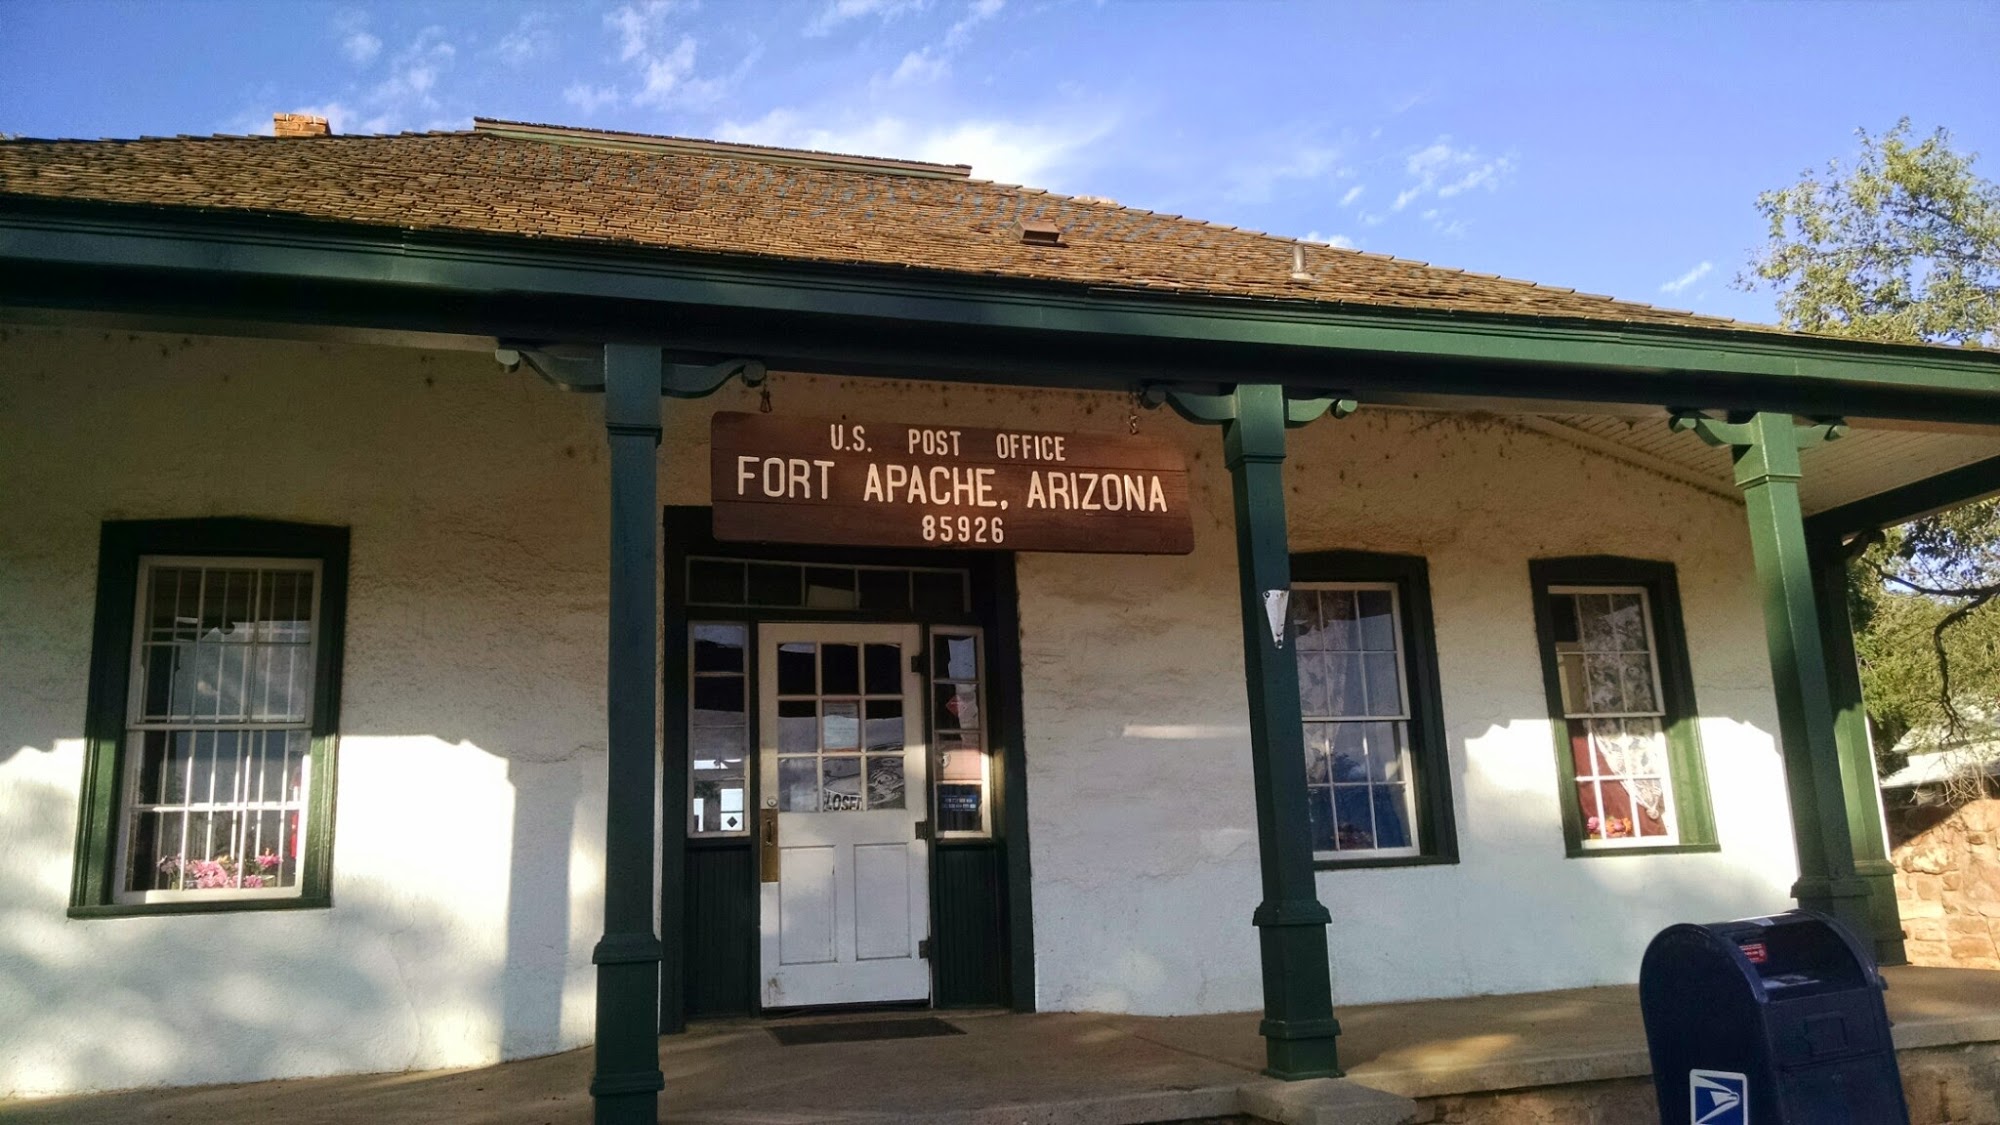 U.S. POST OFFICE
FORT APACHE, ARIZONA
85926